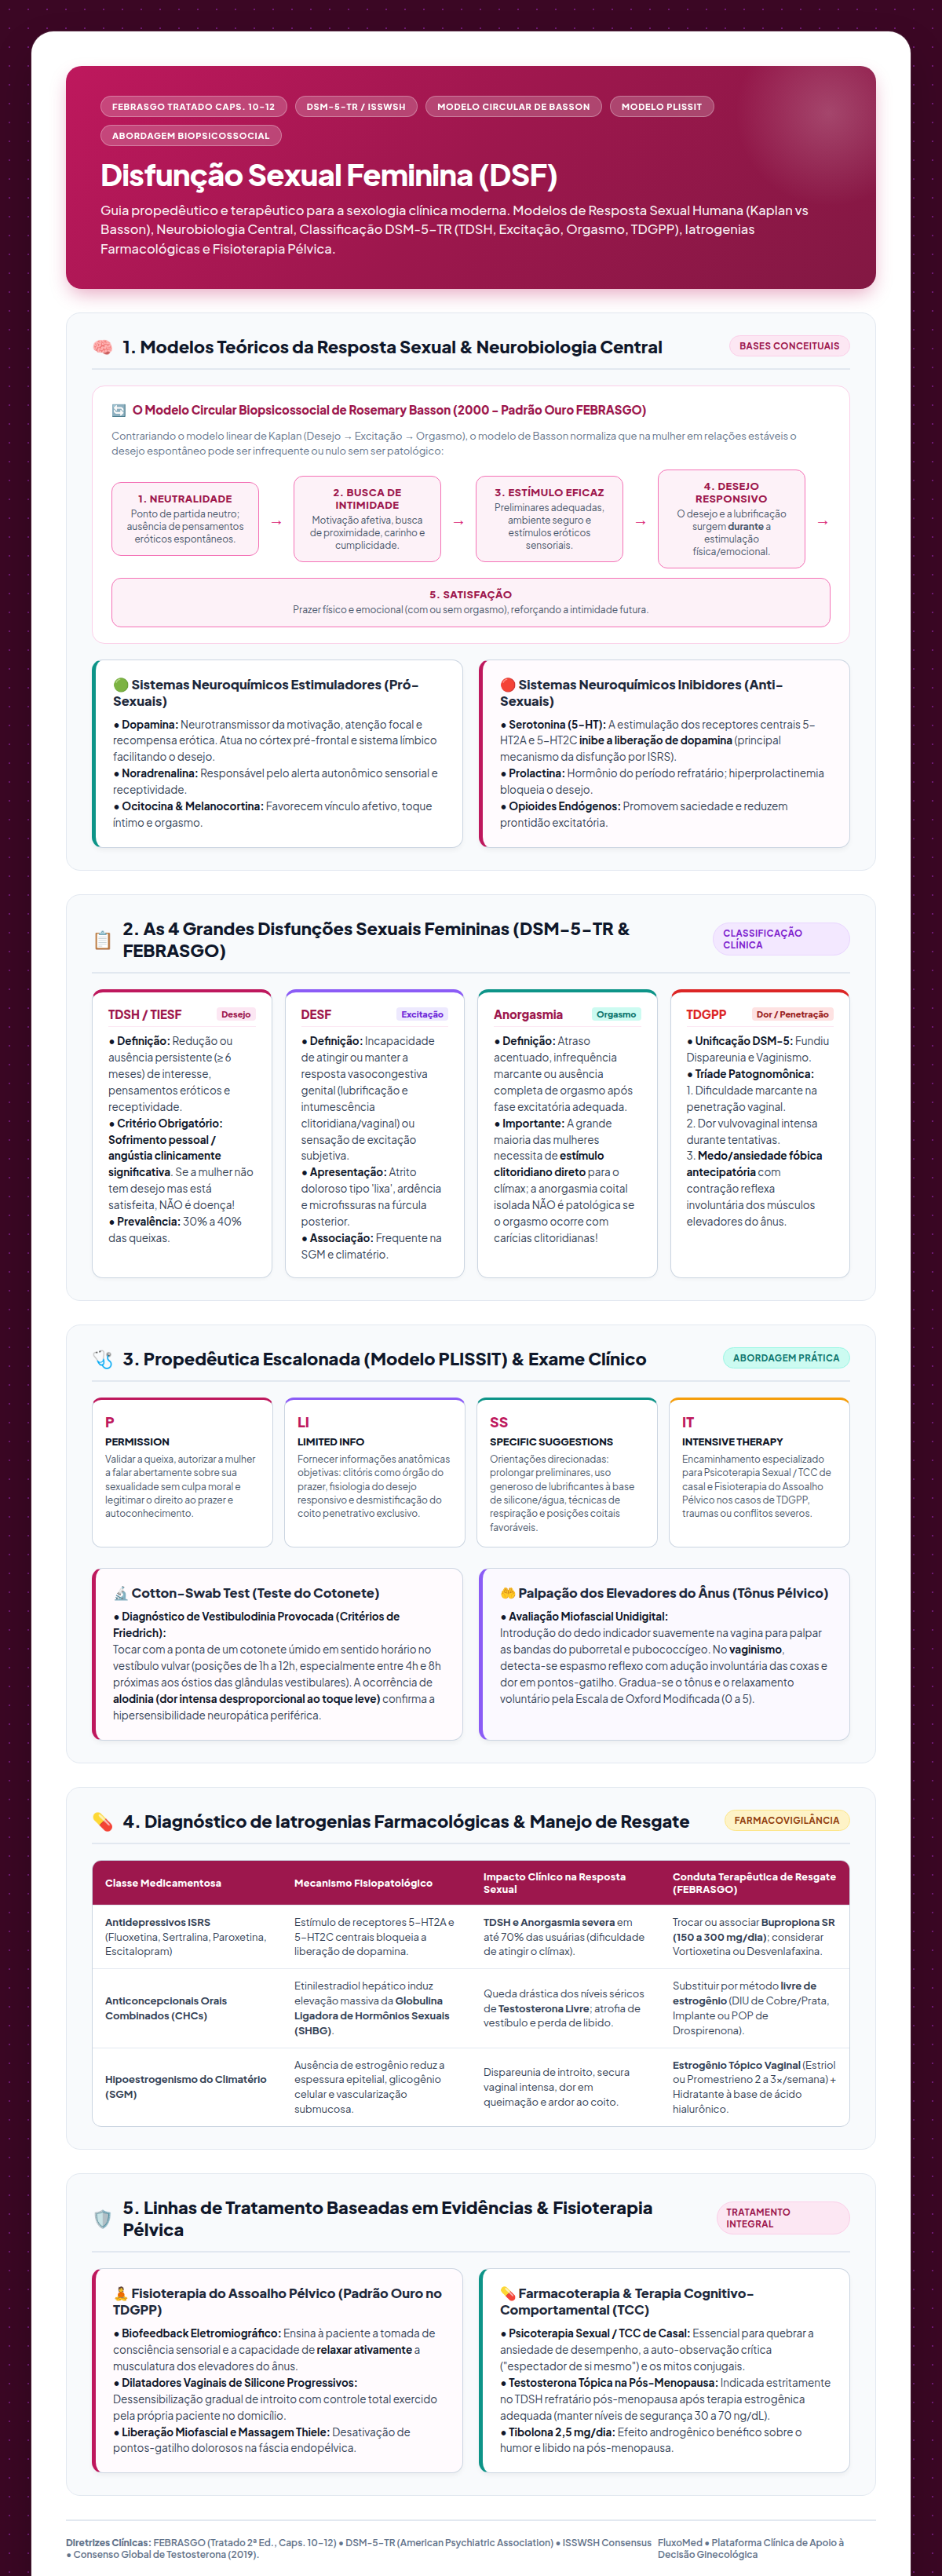 FEBRASGO TRATADO CAPS. 10-12
DSM-5-TR / ISSWSH
MODELO CIRCULAR DE BASSON
MODELO PLISSIT
ABORDAGEM BIOPSICOSSOCIAL
Disfunção Sexual Feminina (DSF)
Guia propedêutico e terapêutico para a sexologia clínica moderna. Modelos de Resposta Sexual Humana (Kaplan vs
Basson), Neurobiologia Central, Classificação DSM-5-TR (TDSH, Excitação, Orgasmo, TDGPP), Iatrogenias
Farmacológicas e Fisioterapia Pélvica.
🧠 1. Modelos Teóricos da Resposta Sexual & Neurobiologia Central
BASES CONCEITUAIS
🔄 O Modelo Circular Biopsicossocial de Rosemary Basson (2000 - Padrão Ouro FEBRASGO)
Contrariando o modelo linear de Kaplan (Desejo → Excitação → Orgasmo), o modelo de Basson normaliza que na mulher em relações estáveis o
desejo espontâneo pode ser infrequente ou nulo sem ser patológico:
1. NEUTRALIDADE
Ponto de partida neutro;
ausência de pensamentos
eróticos espontâneos.
→
2. BUSCA DE
INTIMIDADE
Motivação afetiva, busca
de proximidade, carinho e
cumplicidade.
→
3. ESTÍMULO EFICAZ
Preliminares adequadas,
ambiente seguro e
estímulos eróticos
sensoriais.
→
4. DESEJO
RESPONSIVO
O desejo e a lubrificação
surgem durante a
estimulação
física/emocional.
→
5. SATISFAÇÃO
Prazer físico e emocional (com ou sem orgasmo), reforçando a intimidade futura.
🟢 Sistemas Neuroquímicos Estimuladores (Pró-
Sexuais)
• Dopamina: Neurotransmissor da motivação, atenção focal e
recompensa erótica. Atua no córtex pré-frontal e sistema límbico
facilitando o desejo.
• Noradrenalina: Responsável pelo alerta autonômico sensorial e
receptividade.
• Ocitocina & Melanocortina: Favorecem vínculo afetivo, toque
íntimo e orgasmo.
🔴 Sistemas Neuroquímicos Inibidores (Anti-
Sexuais)
• Serotonina (5-HT): A estimulação dos receptores centrais 5-
HT2A e 5-HT2C inibe a liberação de dopamina (principal
mecanismo da disfunção por ISRS).
• Prolactina: Hormônio do período refratário; hiperprolactinemia
bloqueia o desejo.
• Opioides Endógenos: Promovem saciedade e reduzem
prontidão excitatória.
📋 2. As 4 Grandes Disfunções Sexuais Femininas (DSM-5-TR &
FEBRASGO)
CLASSIFICAÇÃO
CLÍNICA
TDSH / TIESF
Desejo
• Definição: Redução ou
ausência persistente (≥ 6
meses) de interesse,
pensamentos eróticos e
receptividade.
• Critério Obrigatório:
Sofrimento pessoal /
angústia clinicamente
significativa. Se a mulher não
tem desejo mas está
satisfeita, NÃO é doença!
• Prevalência: 30% a 40%
das queixas.
DESF
Excitação
• Definição: Incapacidade
de atingir ou manter a
resposta vasocongestiva
genital (lubrificação e
intumescência
clitoridiana/vaginal) ou
sensação de excitação
subjetiva.
• Apresentação: Atrito
doloroso tipo 'lixa', ardência
e microfissuras na fúrcula
posterior.
• Associação: Frequente na
SGM e climatério.
Anorgasmia
Orgasmo
• Definição: Atraso
acentuado, infrequência
marcante ou ausência
completa de orgasmo após
fase excitatória adequada.
• Importante: A grande
maioria das mulheres
necessita de estímulo
clitoridiano direto para o
clímax; a anorgasmia coital
isolada NÃO é patológica se
o orgasmo ocorre com
carícias clitoridianas!
TDGPP
Dor / Penetração
• Unificação DSM-5: Fundiu
Dispareunia e Vaginismo.
• Tríade Patognomônica:
1. Dificuldade marcante na
penetração vaginal.
2. Dor vulvovaginal intensa
durante tentativas.
3. Medo/ansiedade fóbica
antecipatória com
contração reflexa
involuntária dos músculos
elevadores do ânus.
🩺 3. Propedêutica Escalonada (Modelo PLISSIT) & Exame Clínico
ABORDAGEM PRÁTICA
P
PERMISSION
Validar a queixa, autorizar a mulher
a falar abertamente sobre sua
sexualidade sem culpa moral e
legitimar o direito ao prazer e
autoconhecimento.
LI
LIMITED INFO
Fornecer informações anatômicas
objetivas: clitóris como órgão do
prazer, fisiologia do desejo
responsivo e desmistificação do
coito penetrativo exclusivo.
SS
SPECIFIC SUGGESTIONS
Orientações direcionadas:
prolongar preliminares, uso
generoso de lubrificantes à base
de silicone/água, técnicas de
respiração e posições coitais
favoráveis.
IT
INTENSIVE THERAPY
Encaminhamento especializado
para Psicoterapia Sexual / TCC de
casal e Fisioterapia do Assoalho
Pélvico nos casos de TDGPP,
traumas ou conflitos severos.
🔬 Cotton-Swab Test (Teste do Cotonete)
• Diagnóstico de Vestibulodinia Provocada (Critérios de
Friedrich):
Tocar com a ponta de um cotonete úmido em sentido horário no
vestíbulo vulvar (posições de 1h a 12h, especialmente entre 4h e 8h
próximas aos óstios das glândulas vestibulares). A ocorrência de
alodinia (dor intensa desproporcional ao toque leve) confirma a
hipersensibilidade neuropática periférica.
🤲 Palpação dos Elevadores do Ânus (Tônus Pélvico)
• Avaliação Miofascial Unidigital:
Introdução do dedo indicador suavemente na vagina para palpar
as bandas do puborretal e pubococcígeo. No vaginismo,
detecta-se espasmo reflexo com adução involuntária das coxas e
dor em pontos-gatilho. Gradua-se o tônus e o relaxamento
voluntário pela Escala de Oxford Modificada (0 a 5).
💊 4. Diagnóstico de Iatrogenias Farmacológicas & Manejo de Resgate
FARMACOVIGILÂNCIA
Classe Medicamentosa
Mecanismo Fisiopatológico
Impacto Clínico na Resposta
Sexual
Conduta Terapêutica de Resgate
(FEBRASGO)
Antidepressivos ISRS
(Fluoxetina, Sertralina, Paroxetina,
Escitalopram)
Estímulo de receptores 5-HT2A e
5-HT2C centrais bloqueia a
liberação de dopamina.
TDSH e Anorgasmia severa em
até 70% das usuárias (dificuldade
de atingir o clímax).
Trocar ou associar Bupropiona SR
(150 a 300 mg/dia); considerar
Vortioxetina ou Desvenlafaxina.
Anticoncepcionais Orais
Combinados (CHCs)
Etinilestradiol hepático induz
elevação massiva da Globulina
Ligadora de Hormônios Sexuais
(SHBG).
Queda drástica dos níveis séricos
de Testosterona Livre; atrofia de
vestíbulo e perda de libido.
Substituir por método livre de
estrogênio (DIU de Cobre/Prata,
Implante ou POP de
Drospirenona).
Hipoestrogenismo do Climatério
(SGM)
Ausência de estrogênio reduz a
espessura epitelial, glicogênio
celular e vascularização
submucosa.
Dispareunia de introito, secura
vaginal intensa, dor em
queimação e ardor ao coito.
Estrogênio Tópico Vaginal (Estriol
ou Promestrieno 2 a 3x/semana) +
Hidratante à base de ácido
hialurônico.
🛡️ 5. Linhas de Tratamento Baseadas em Evidências & Fisioterapia
Pélvica
TRATAMENTO
INTEGRAL
🧘 Fisioterapia do Assoalho Pélvico (Padrão Ouro no
TDGPP)
• Biofeedback Eletromiográfico: Ensina à paciente a tomada de
consciência sensorial e a capacidade de relaxar ativamente a
musculatura dos elevadores do ânus.
• Dilatadores Vaginais de Silicone Progressivos:
Dessensibilização gradual de introito com controle total exercido
pela própria paciente no domicílio.
• Liberação Miofascial e Massagem Thiele: Desativação de
pontos-gatilho dolorosos na fáscia endopélvica.
💊 Farmacoterapia & Terapia Cognitivo-
Comportamental (TCC)
• Psicoterapia Sexual / TCC de Casal: Essencial para quebrar a
ansiedade de desempenho, a auto-observação crítica
("espectador de si mesmo") e os mitos conjugais.
• Testosterona Tópica na Pós-Menopausa: Indicada estritamente
no TDSH refratário pós-menopausa após terapia estrogênica
adequada (manter níveis de segurança 30 a 70 ng/dL).
• Tibolona 2,5 mg/dia: Efeito androgênico benéfico sobre o
humor e libido na pós-menopausa.
Diretrizes Clínicas: FEBRASGO (Tratado 2ª Ed., Caps. 10-12) • DSM-5-TR (American Psychiatric Association) • ISSWSH Consensus
• Consenso Global de Testosterona (2019).
FluxoMed • Plataforma Clínica de Apoio à
Decisão Ginecológica